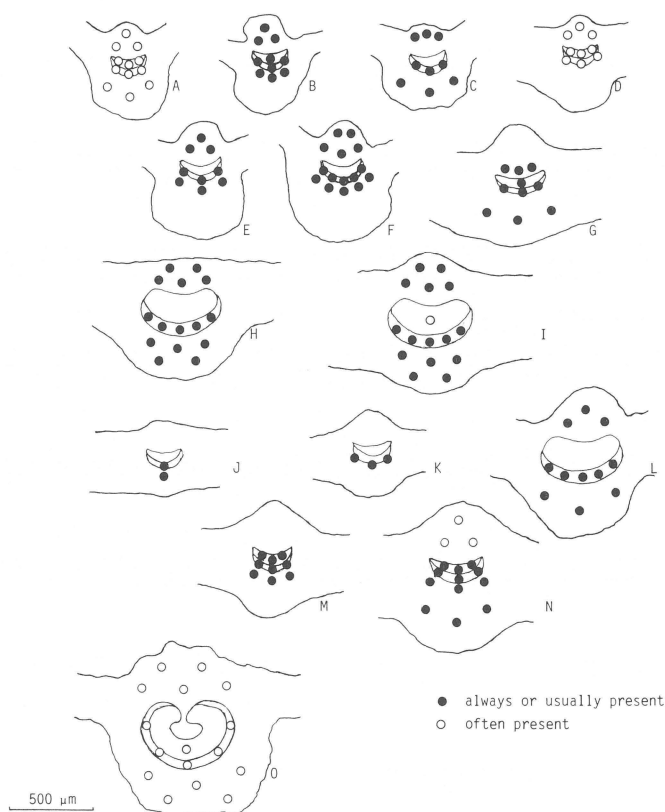 A
B
C
D
E
F
G
H
I
J
K
L
M
N
O
● always or usually present
○ often present
500 µm